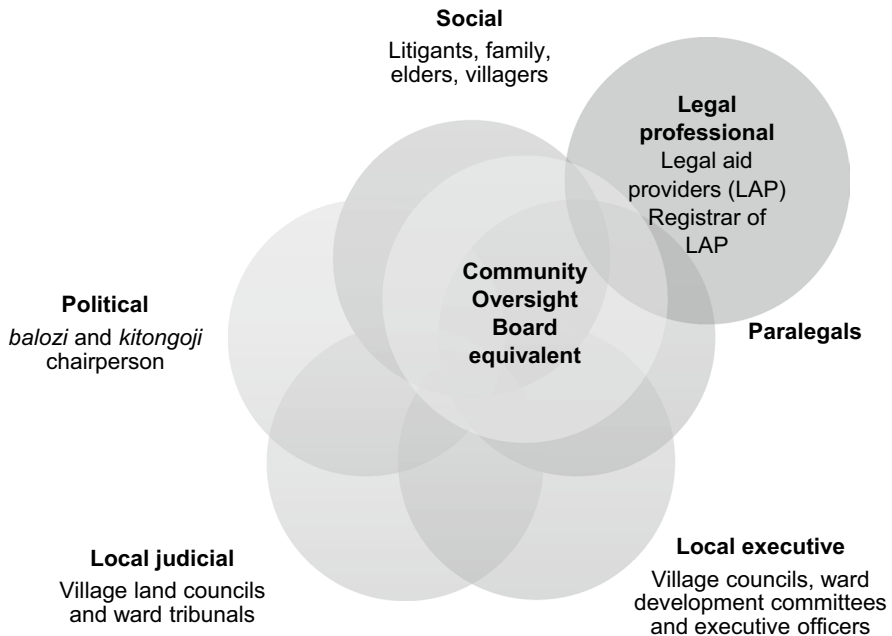 Social
Litigants, family,
elders, villagers
Legal
professional
Legal aid
providers (LAP)
Registrar of
LAP
Community
Oversight
Board
equivalent
Political
balozi and kitongoji
chairperson
Paralegals
Local judicial
Village land councils
and ward tribunals
Local executive
Village councils, ward
development committees
and executive officers